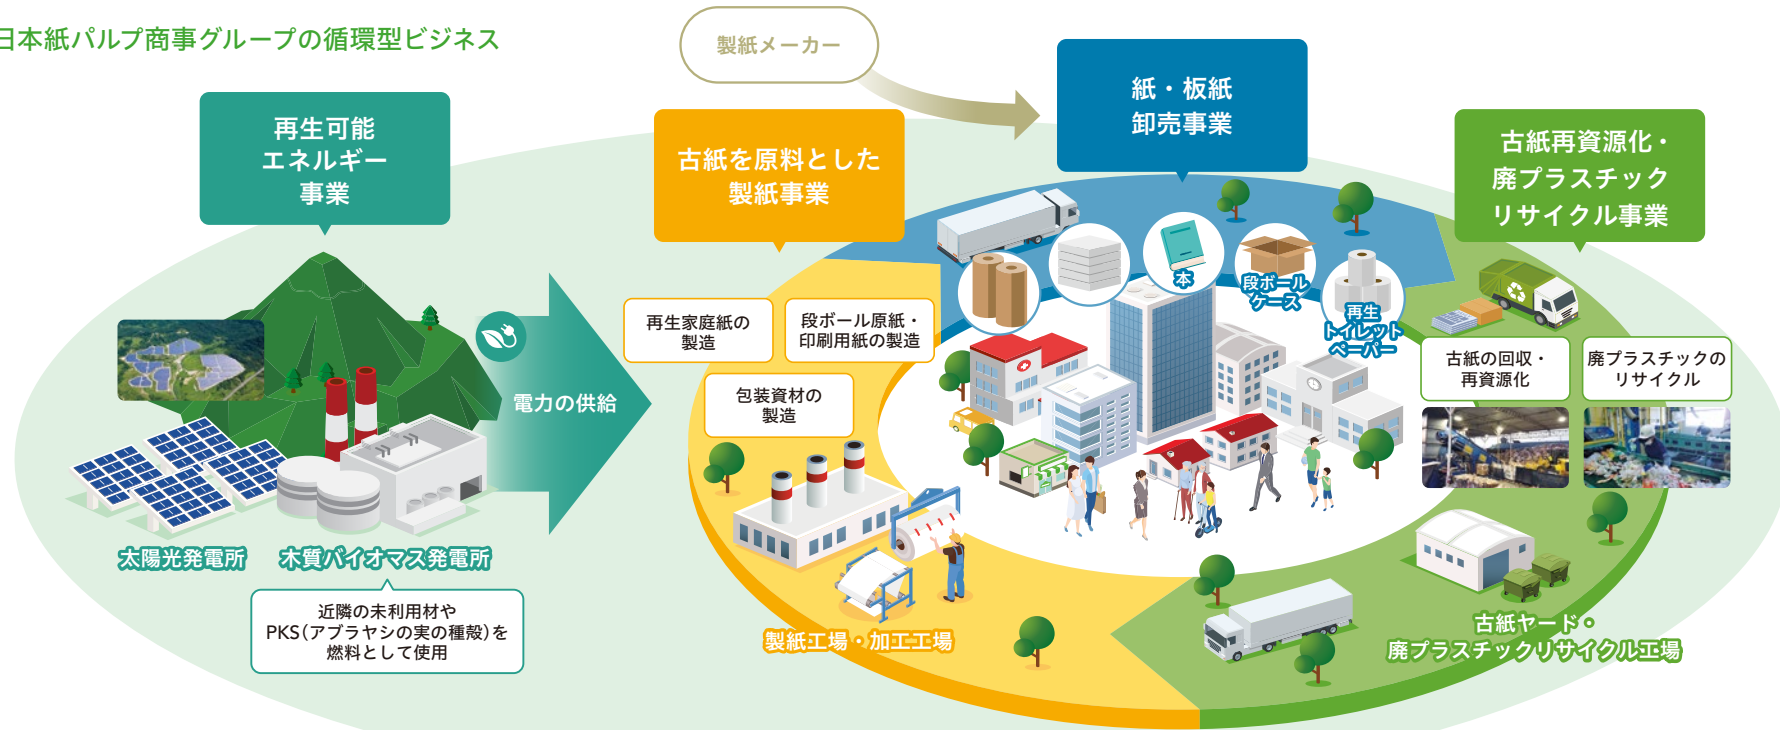 日本紙パルプ商事グループの循環型ビジネス
製紙メーカー
再生可能
エネルギー
事業
古紙を原料とした
製紙事業
紙・板紙
卸売事業
古紙再資源化・
廃プラスチック
リサイクル事業
電力の供給
太陽光発電所
木質バイオマス発電所
近隣の未利用材や
PKS(アブラヤシの実の種殻)を
燃料として使用
再生家庭紙の
製造
段ボール原紙・
印刷用紙の製造
包装資材の
製造
製紙工場・加工工場
本
段ボール
ケース
再生
トイレット
ペーパー
古紙の回収・
再資源化
廃プラスチックの
リサイクル
古紙ヤード・
廃プラスチックリサイクル工場